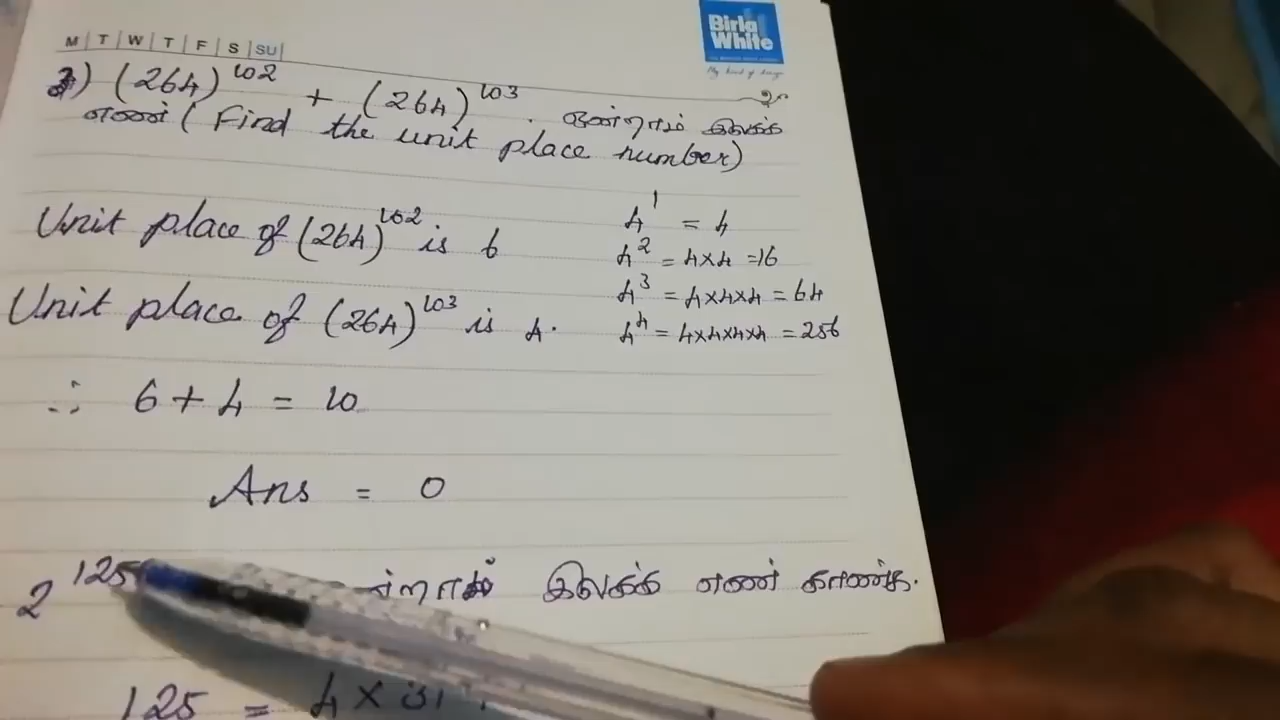 Birla
White
M T W T F S SU
3) (264)^102 + (264)^103 . ஒன்றாம் இலக்க
எண் ( Find the unit place number)
Unit place of (264)^102 is 6
4^1 = 4
4^2 = 4×4 =16
Unit place of (264)^103 is 4.
4^3 = 4×4×4 = 64
4^4 = 4×4×4×4 = 256
∴ 6 + 4 = 10
Ans = 0
2^125 இலக்க எண் காண்க.
125 = 4 × 31